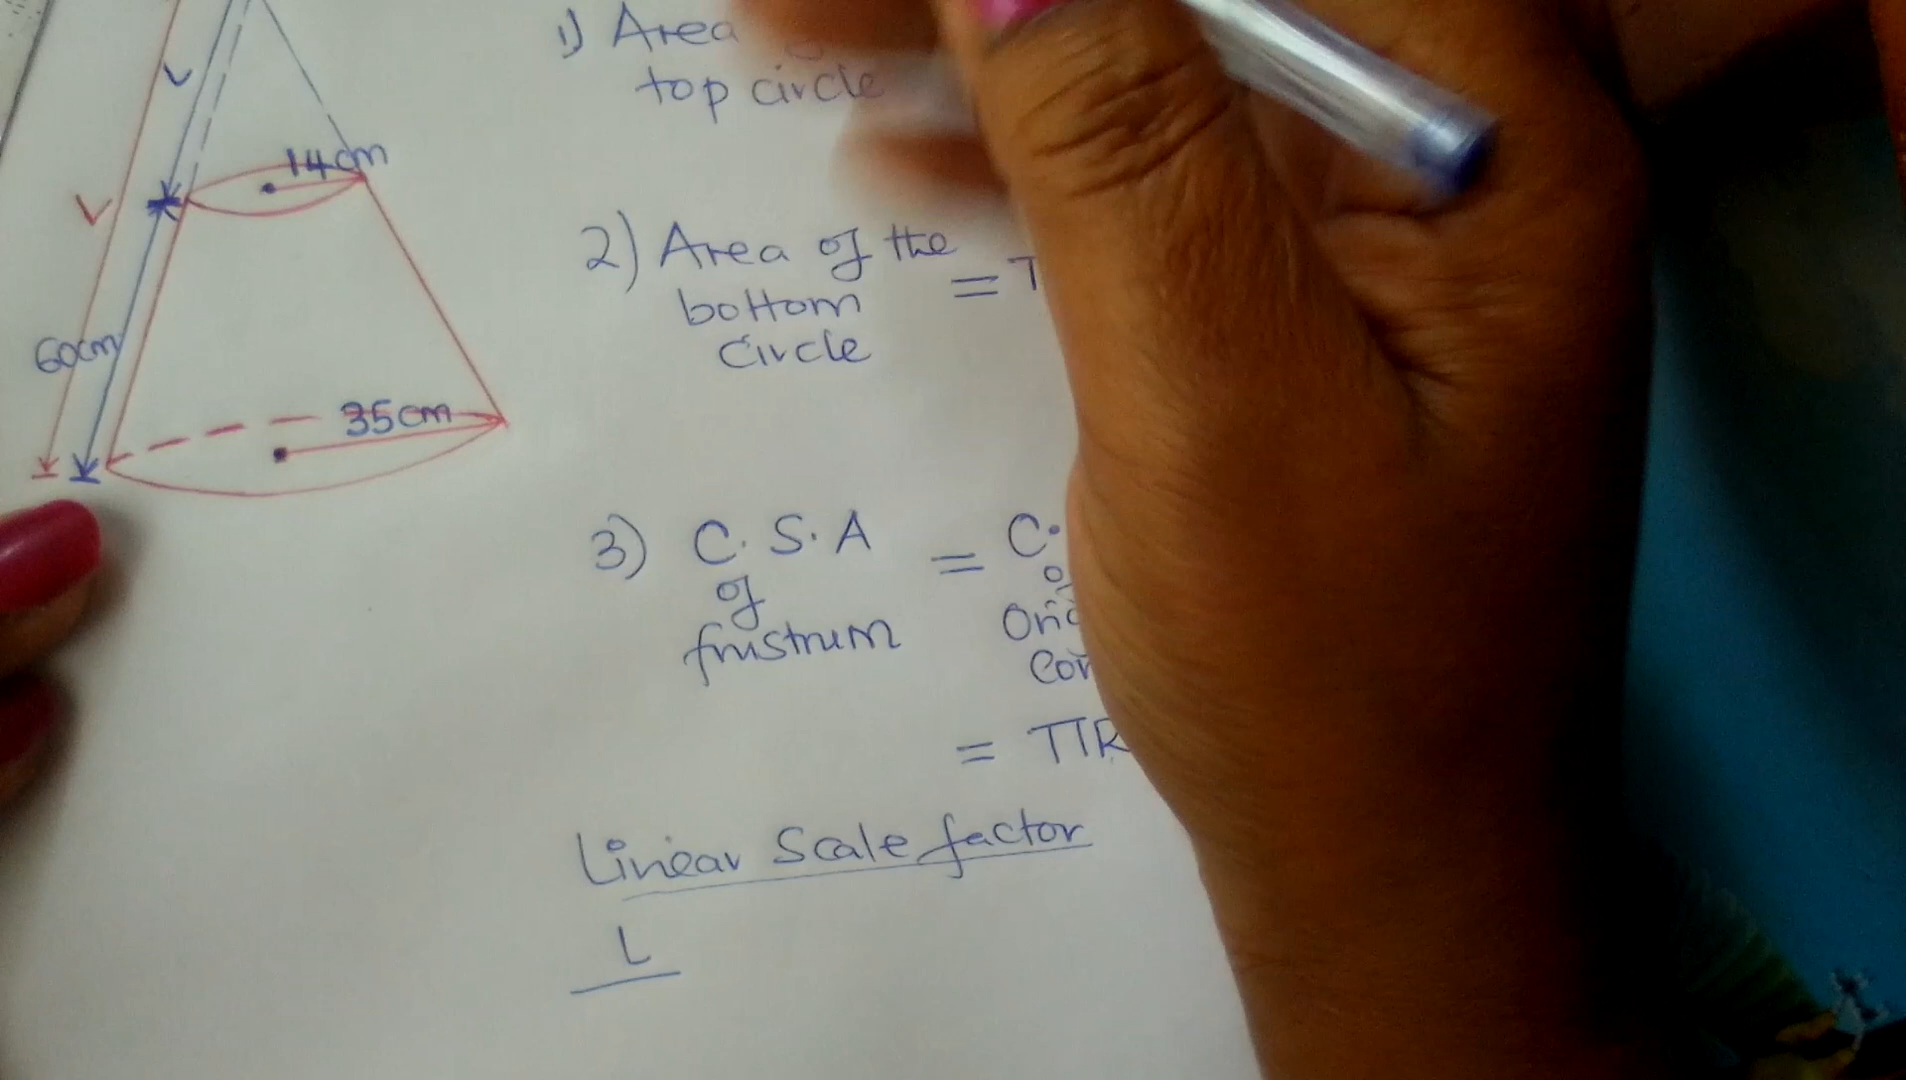 1) Area
top circle
L
14cm
L
2) Area of the
bottom =
circle
60cm
35cm
3) C.S.A = C.
of
frustrum
= πR
Linear Scale factor
L